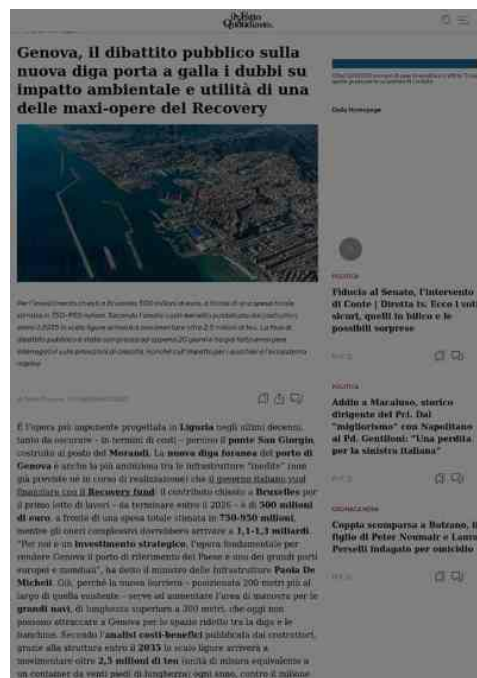 il Fatto
Quotidiano
Genova, il dibattito pubblico sulla
nuova diga porta a galla i dubbi su
impatto ambientale e utilità di una
delle maxi-opere del Recovery
Dalla Homepage
POLITICA
Fiducia al Senato, l'intervento
di Conte | Diretta tv. Ecco i voti
sicuri, quelli in bilico e le
possibili sorprese
POLITICA
Addio a Macaluso, storico
dirigente del Pci. Dal
"migliorismo" con Napolitano
al Pd. Gentiloni: "Una perdita
per la sinistra italiana"
CRONACA NERA
Coppia scomparsa a Bolzano, il
figlio di Peter Neumair e Laura
Perselli indagato per omicidio
È l'opera più imponente progettata in Liguria negli ultimi decenni,
tanto da oscurare – in termini di costi – persino il ponte San Giorgio,
costruito al posto del Morandi. La nuova diga foranea del porto di
Genova è anche la più ambiziosa tra le infrastrutture "inedite" (non
già previste né in corso di realizzazione) che il governo italiano vuol
finanziare con il Recovery fund: il contributo chiesto a Bruxelles per
il primo lotto di lavori – da terminare entro il 2026 – è di 500 milioni
di euro, a fronte di una spesa totale stimata in 750-950 milioni,
mentre gli oneri complessivi dovrebbero arrivare a 1,1-1,3 miliardi.
"Per noi è un investimento strategico, l'opera fondamentale per
rendere Genova il porto di riferimento del Paese e uno dei grandi porti
europei e mondiali", ha detto il ministro delle Infrastrutture Paola De
Micheli. Già, perché la nuova barriera – posizionata 200 metri più al
largo di quella esistente – serve ad aumentare l'area di manovra per le
grandi navi, di lunghezza superiore a 300 metri, che oggi non
possono attraccare a Genova per lo spazio ridotto tra la diga e le
banchine. Secondo l'analisi costi-benefici pubblicata dai costruttori,
grazie alla struttura entro il 2035 lo scalo ligure arriverà a
movimentare oltre 2,5 milioni di teu (unità di misura equivalente a
un container da venti piedi di lunghezza) ogni anno, contro il milione